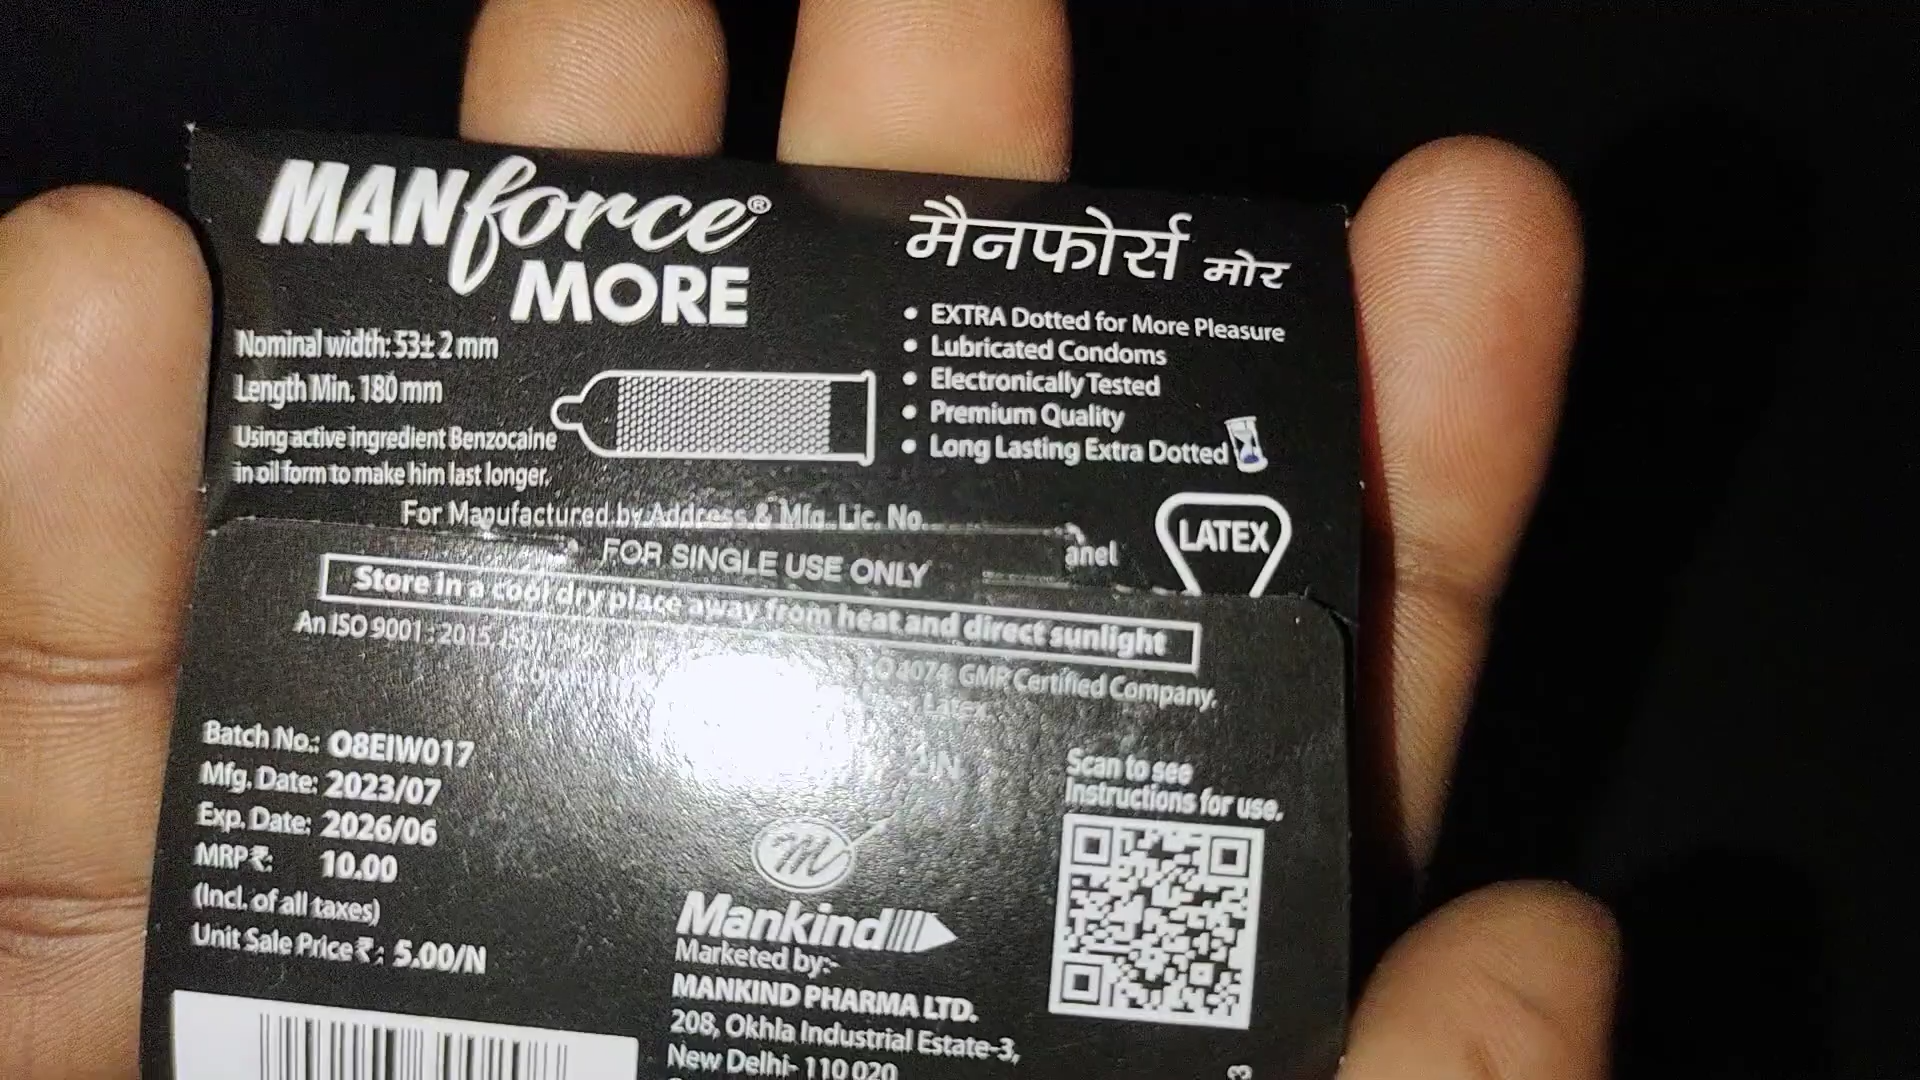 MANforce®
MORE
मैनफोर्स मोर
Nominal width: 53± 2 mm
Length Min. 180 mm
Using active ingredient Benzocaine
in oil form to make him last longer.
• EXTRA Dotted for More Pleasure
• Lubricated Condoms
• Electronically Tested
• Premium Quality
• Long Lasting Extra Dotted
For Manufactured by Address & Mfg. Lic. No.
anel
LATEX
FOR SINGLE USE ONLY
Store in a cool dry place away from heat and direct sunlight
An ISO 9001 : 2015, 4074, GMP Certified Company.
Latex
Batch No.: O8EIW017
Mfg. Date: 2023/07
Exp. Date: 2026/06
MRP₹: 10.00
(Incl. of all taxes)
Unit Sale Price ₹ : 5.00/N
Mankind
Marketed by:-
MANKIND PHARMA LTD.
208, Okhla Industrial Estate-3,
New Delhi- 110 020
Scan to see
Instructions for use.
3